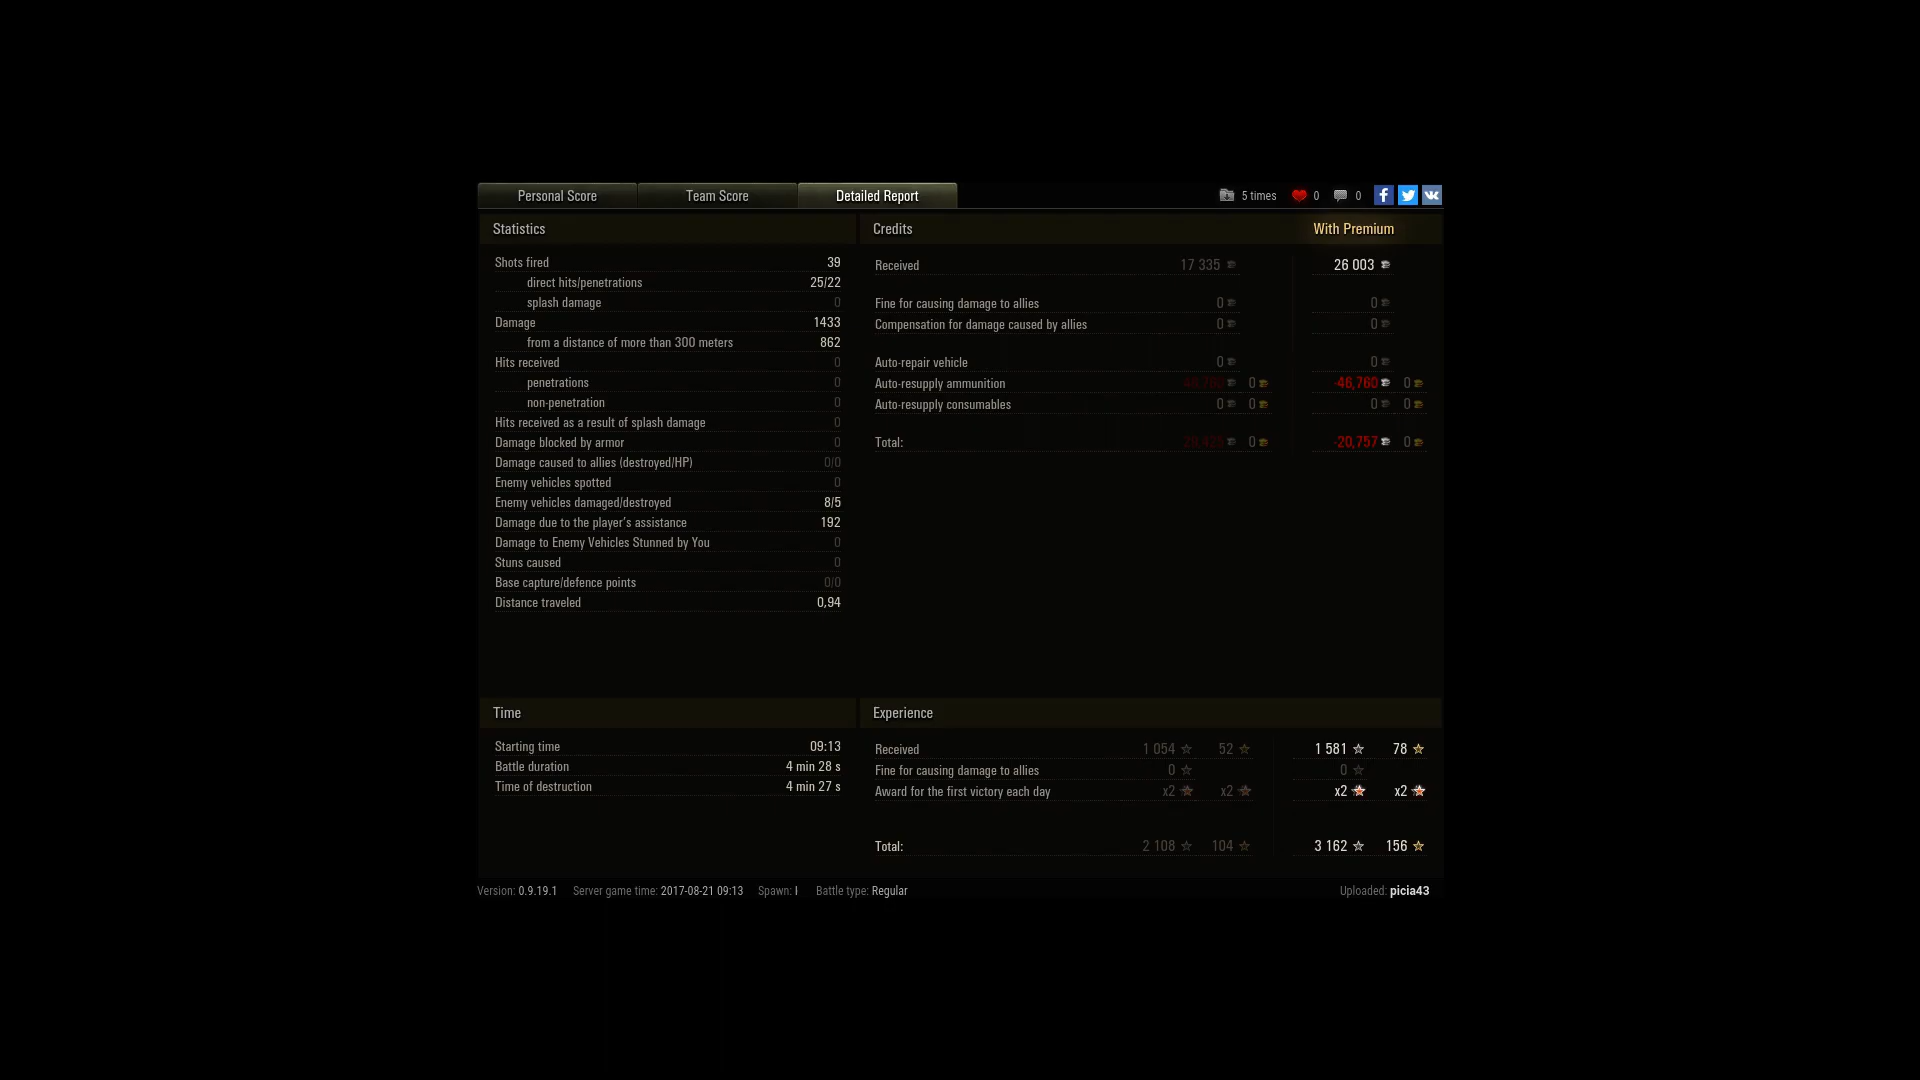 Personal Score Team Score Detailed Report 5 times 0 0
Statistics
Shots fired 39
direct hits/penetrations 25/22
splash damage 0
Damage 1433
from a distance of more than 300 meters 862
Hits received 0
penetrations 0
non-penetration 0
Hits received as a result of splash damage 0
Damage blocked by armor 0
Damage caused to allies (destroyed/HP) 0/0
Enemy vehicles spotted 0
Enemy vehicles damaged/destroyed 8/5
Damage due to the player's assistance 192
Damage to Enemy Vehicles Stunned by You 0
Stuns caused 0
Base capture/defence points 0/0
Distance traveled 0,94
Credits With Premium
Received 17 335 26 003
Fine for causing damage to allies 0 0
Compensation for damage caused by allies 0 0
Auto-repair vehicle 0 0
Auto-resupply ammunition -46,760 0 -46,760 0
Auto-resupply consumables 0 0 0 0
Total: -29,425 0 -20,757 0
Time
Starting time 09:13
Battle duration 4 min 28 s
Time of destruction 4 min 27 s
Experience
Received 1 054 52 1 581 78
Fine for causing damage to allies 0 0
Award for the first victory each day x2 x2 x2 x2
Total: 2 108 104 3 162 156
Version: 0.9.19.1 Server game time: 2017-08-21 09:13 Spawn: I Battle type: Regular Uploaded: picia43